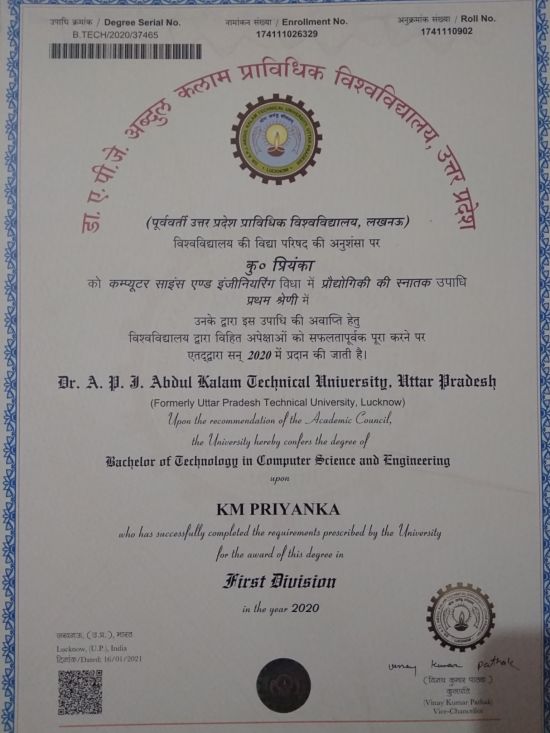 उपाधि क्रमांक / Degree Serial No.
B.TECH/2020/37465
नामांकन संख्या / Enrollment No.
174111026329
अनुक्रमांक संख्या / Roll No.
1741110902
डा. ए. पी.जे. अब्दुल कलाम प्राविधिक विश्वविद्यालय, उत्तर प्रदेश
(पूर्ववर्ती उत्तर प्रदेश प्राविधिक विश्वविद्यालय, लखनऊ)
विश्वविद्यालय की विद्या परिषद की अनुशंसा पर
कु० प्रियंका
को कम्प्यूटर साइंस एण्ड इंजीनियरिंग विधा में प्रौद्योगिकी की स्नातक उपाधि
प्रथम श्रेणी में
उनके द्वारा इस उपाधि की अवाप्ति हेतु
विश्वविद्यालय द्वारा विहित अपेक्षाओं को सफलतापूर्वक पूरा करने पर
एतद्द्वारा सन् 2020 में प्रदान की जाती है।
Dr. A. P. J. Abdul Kalam Technical University, Uttar Pradesh
(Formerly Uttar Pradesh Technical University, Lucknow)
Upon the recommendation of the Academic Council,
the University hereby confers the degree of
Bachelor of Technology in Computer Science and Engineering
upon
KM PRIYANKA
who has successfully completed the requirements prescribed by the University
for the award of this degree in
First Division
in the year 2020
लखनऊ, (उ.प्र.), भारत
Lucknow, (U.P.), India
दिनांक/Dated: 16/01/2021
vinay kumar pathak
(विनय कुमार पाठक)
कुलपति
(Vinay Kumar Pathak)
Vice-Chancellor